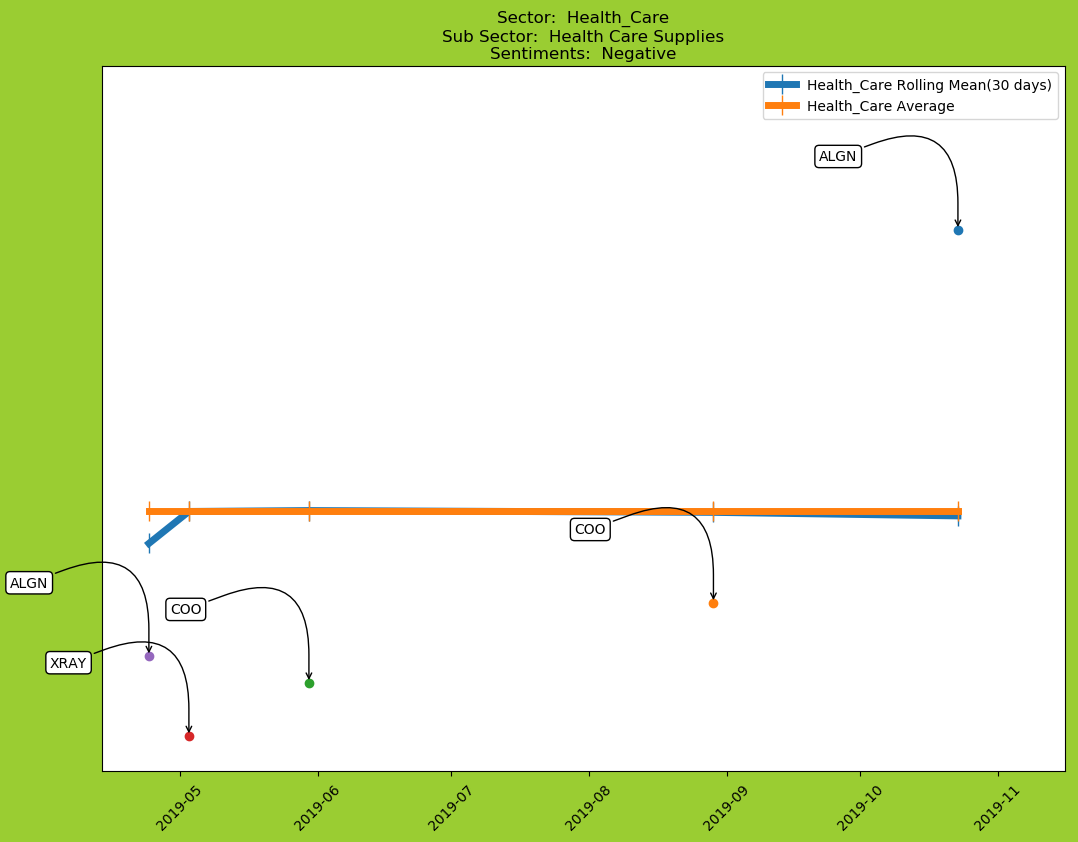 Sector:  Health_Care
Sub Sector:  Health Care Supplies
Sentiments:  Negative
Health_Care Rolling Mean(30 days)
Health_Care Average
ALGN
COO
ALGN
COO
XRAY
2019-05
2019-06
2019-07
2019-08
2019-09
2019-10
2019-11